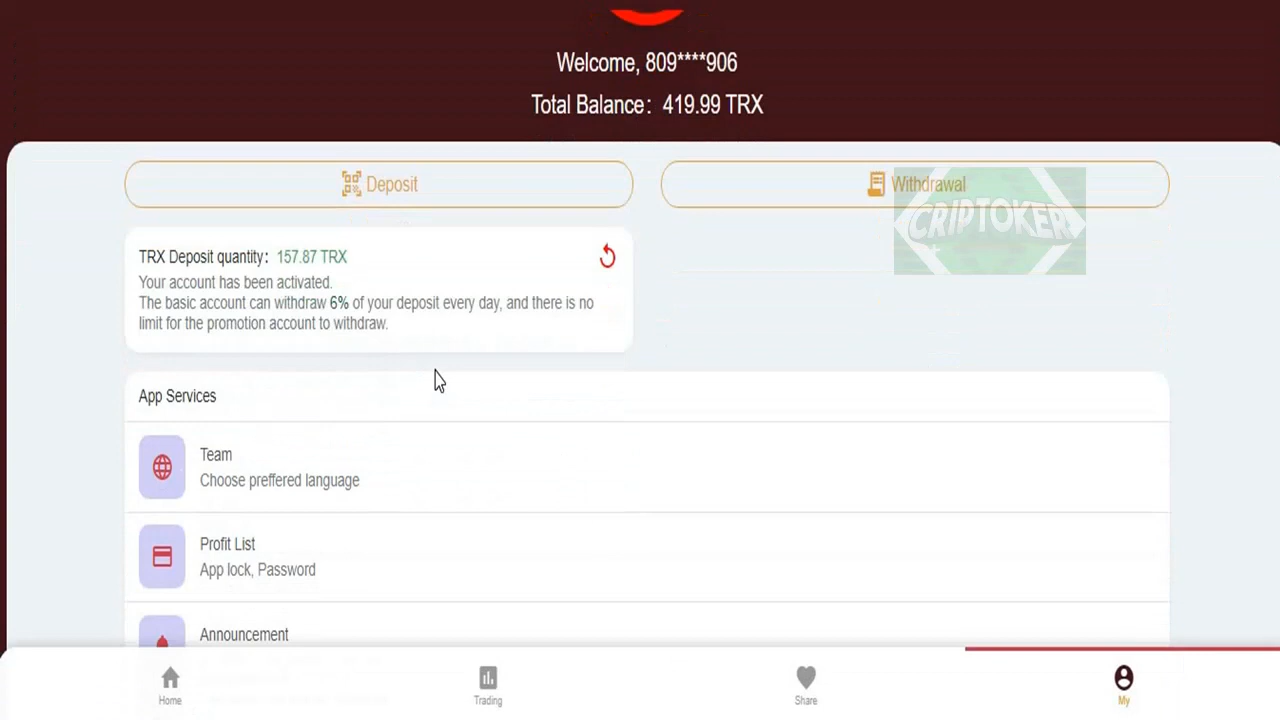 Welcome, 809****906
Total Balance: 419.99 TRX
Deposit
Withdrawal
CRIPTOKER
TRX Deposit quantity: 157.87 TRX
Your account has been activated.
The basic account can withdraw 6% of your deposit every day, and there is no
limit for the promotion account to withdraw.
App Services
Team
Choose preffered language
Profit List
App lock, Password
Announcement
Home
Trading
Share
My